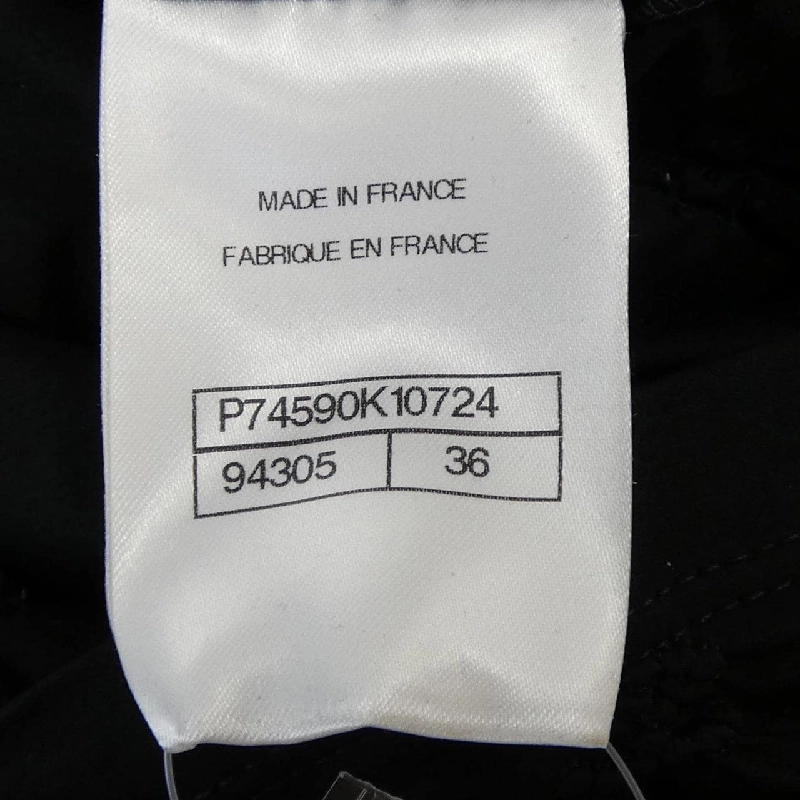 MADE IN FRANCE
FABRIQUE EN FRANCE
P74590K10724
94305 36